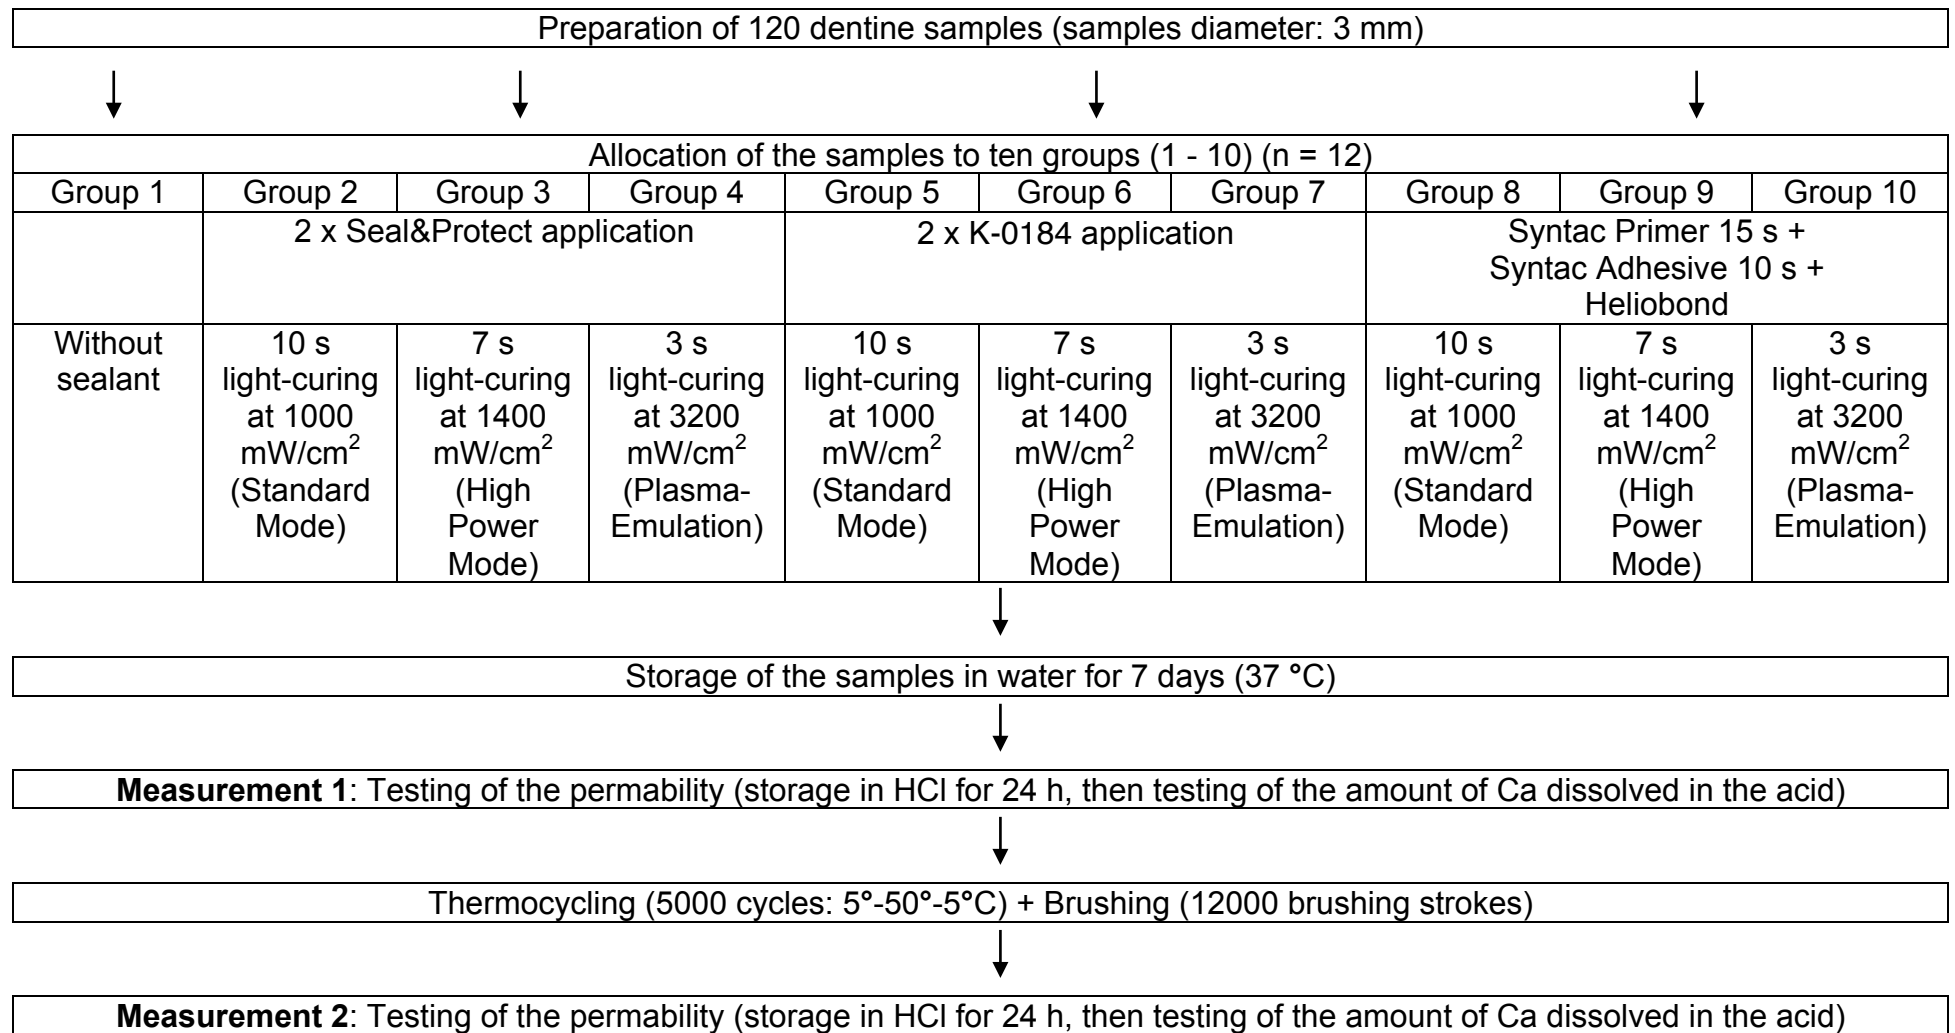 Preparation of 120 dentine samples (samples diameter: 3 mm)
Allocation of the samples to ten groups (1 - 10) (n = 12)
Group 1 Group 2 Group 3 Group 4 Group 5 Group 6 Group 7 Group 8 Group 9 Group 10
2 x Seal&Protect application
2 x K-0184 application
Syntac Primer 15 s +
Syntac Adhesive 10 s +
Heliobond
Without
sealant
10 s
light-curing
at 1000
mW/cm²
(Standard
Mode)
7 s
light-curing
at 1400
mW/cm²
(High
Power
Mode)
3 s
light-curing
at 3200
mW/cm²
(Plasma-
Emulation)
10 s
light-curing
at 1000
mW/cm²
(Standard
Mode)
7 s
light-curing
at 1400
mW/cm²
(High
Power
Mode)
3 s
light-curing
at 3200
mW/cm²
(Plasma-
Emulation)
10 s
light-curing
at 1000
mW/cm²
(Standard
Mode)
7 s
light-curing
at 1400
mW/cm²
(High
Power
Mode)
3 s
light-curing
at 3200
mW/cm²
(Plasma-
Emulation)
Storage of the samples in water for 7 days (37 °C)
Measurement 1: Testing of the permability (storage in HCl for 24 h, then testing of the amount of Ca dissolved in the acid)
Thermocycling (5000 cycles: 5°-50°-5°C) + Brushing (12000 brushing strokes)
Measurement 2: Testing of the permability (storage in HCl for 24 h, then testing of the amount of Ca dissolved in the acid)